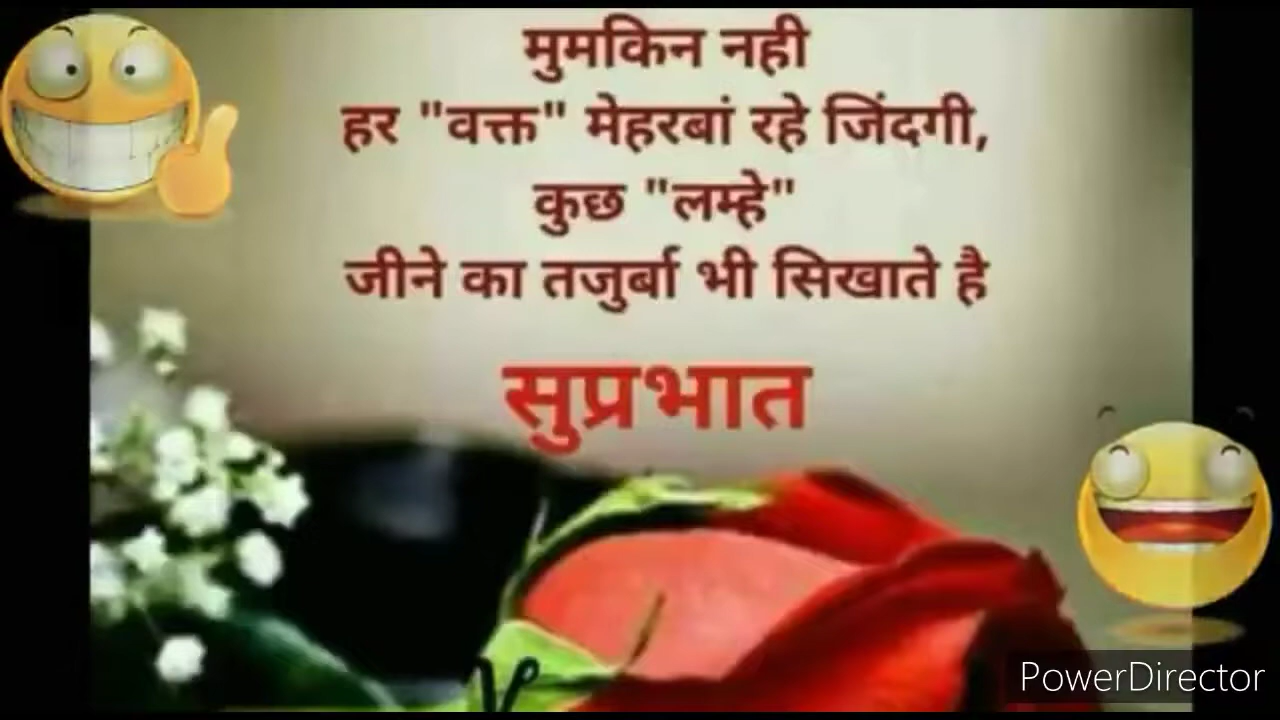 मुमकिन नही
हर "वक्त" मेहरबां रहे जिंदगी,
कुछ "लम्हे"
जीने का तजुर्बा भी सिखाते है
सुप्रभात
PowerDirector